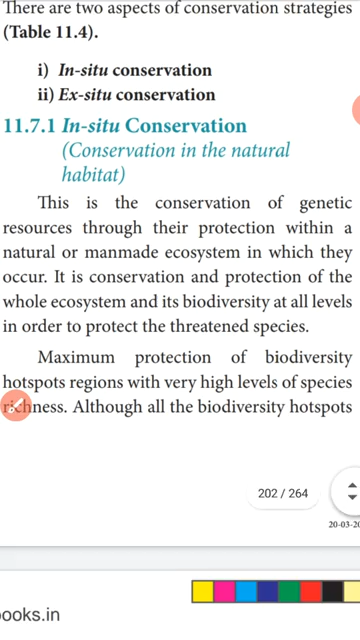 There are two aspects of conservation strategies
(Table 11.4).
i) In-situ conservation
ii) Ex-situ conservation
11.7.1 In-situ Conservation
(Conservation in the natural
habitat)
This is the conservation of genetic
resources through their protection within a
natural or manmade ecosystem in which they
occur. It is conservation and protection of the
whole ecosystem and its biodiversity at all levels
in order to protect the threatened species.
Maximum protection of biodiversity
hotspots regions with very high levels of species
richness. Although all the biodiversity hotspots
202 / 264
20-03-20
ooks.in